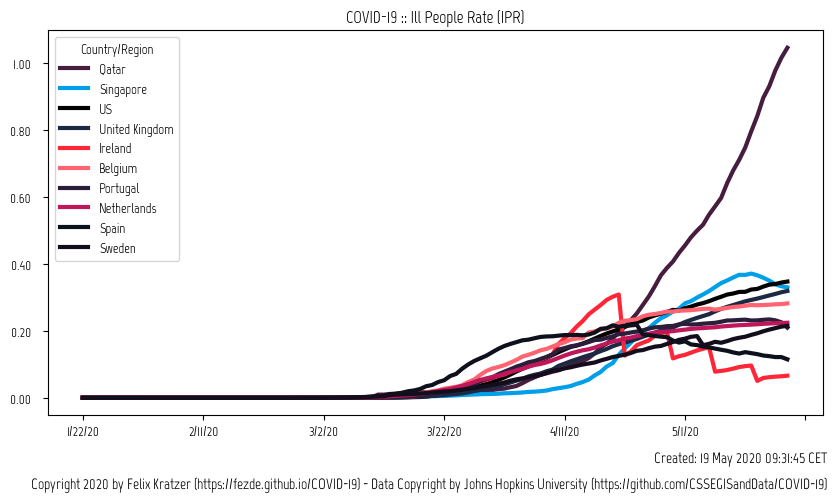 COVID-19 :: Ill People Rate (IPR)
Country/Region
Qatar
Singapore
US
United Kingdom
Ireland
Belgium
Portugal
Netherlands
Spain
Sweden
1.00
0.80
0.60
0.40
0.20
0.00
1/22/20 2/11/20 3/2/20 3/22/20 4/11/20 5/1/20
Created: 19 May 2020 09:31:45 CET
Copyright 2020 by Felix Kratzer (https://fezde.github.io/COVID-19) - Data Copyright by Johns Hopkins University (https://github.com/CSSEGISandData/COVID-19)